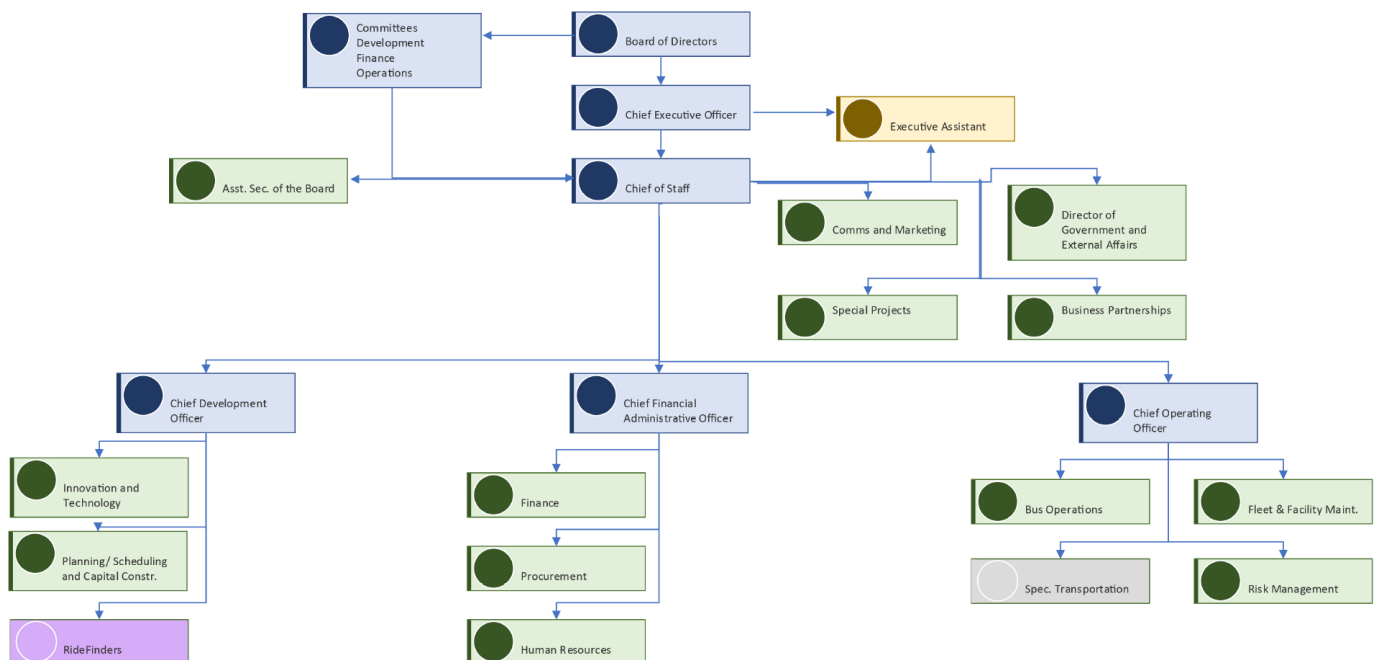 Committees
Development
Finance
Operations
Board of Directors
Chief Executive Officer
Executive Assistant
Asst. Sec. of the Board
Chief of Staff
Comms and Marketing
Director of
Government and
External Affairs
Special Projects
Business Partnerships
Chief Development
Officer
Chief Financial
Administrative Officer
Chief Operating
Officer
Innovation and
Technology
Finance
Bus Operations
Fleet & Facility Maint.
Planning/ Scheduling
and Capital Constr.
Procurement
Spec. Transportation
Risk Management
RideFinders
Human Resources